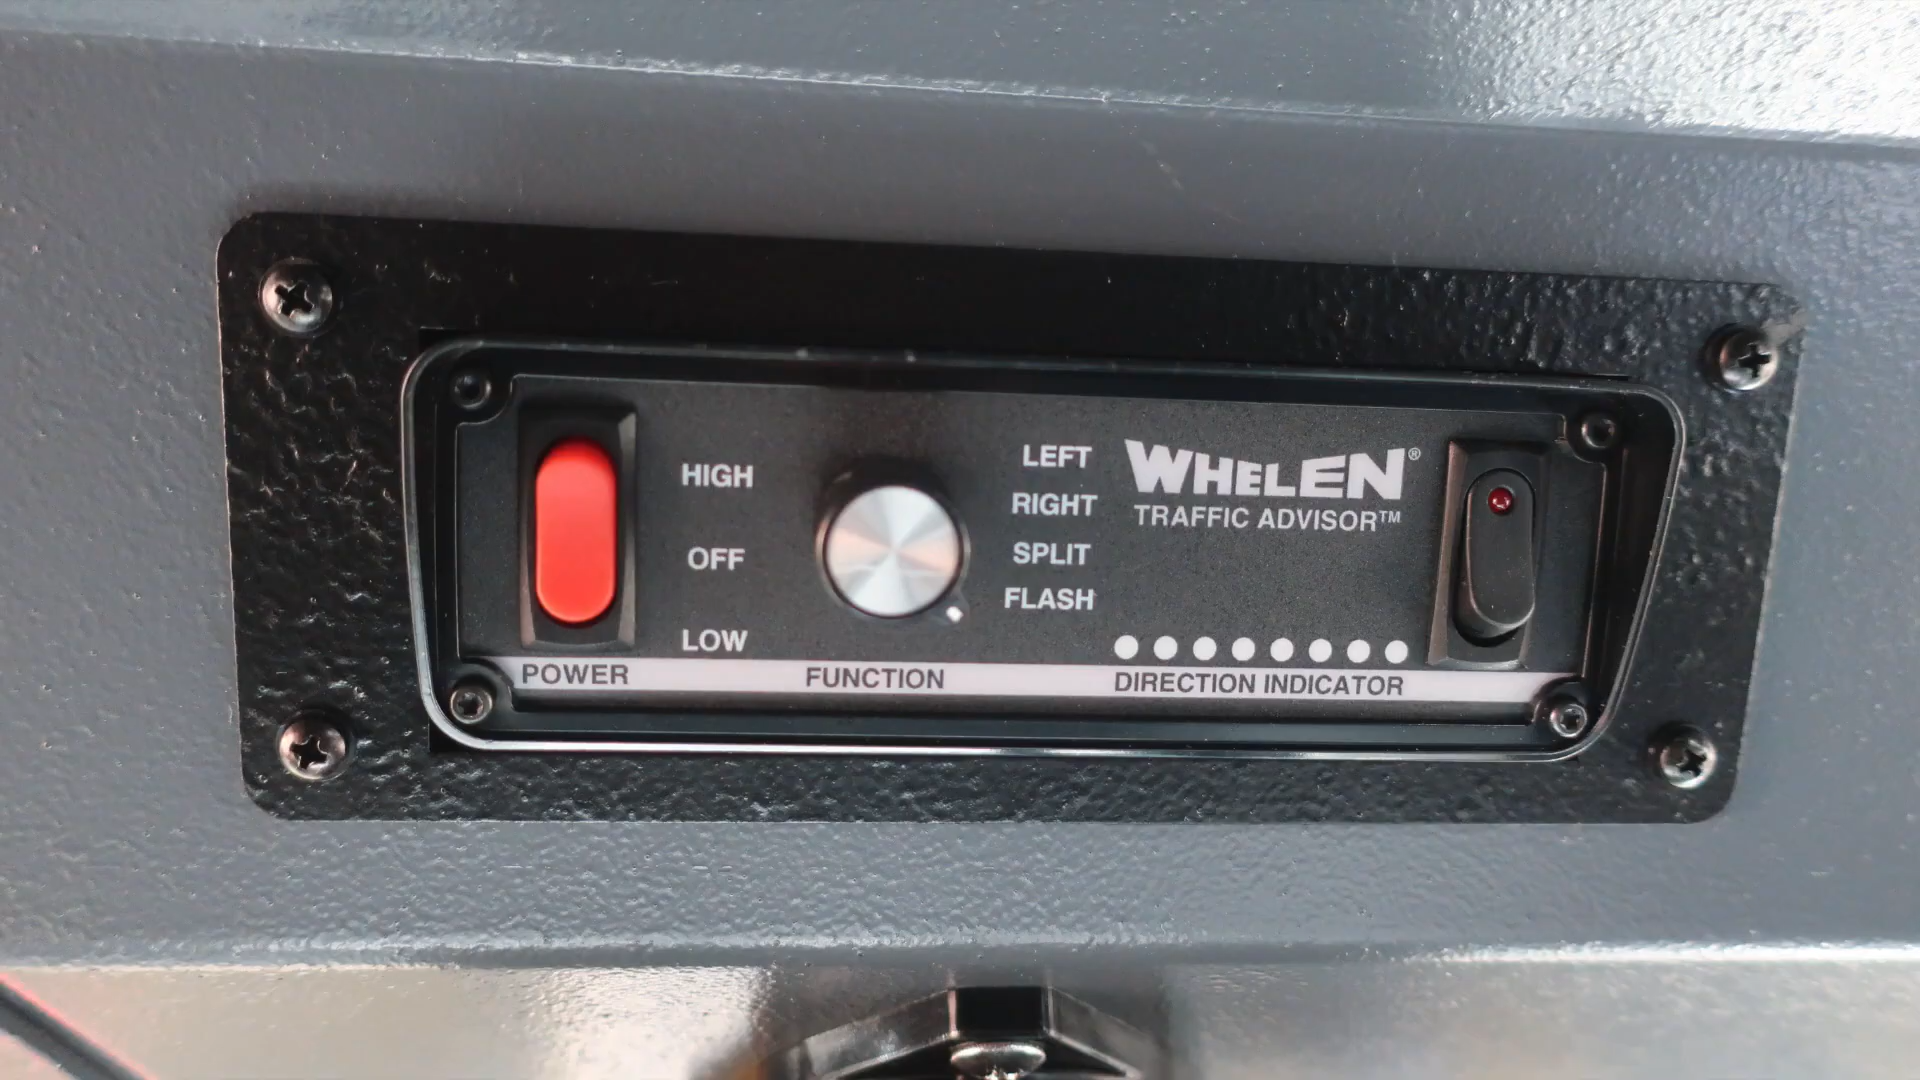 HIGH
OFF
LOW
POWER
FUNCTION
LEFT
RIGHT
SPLIT
FLASH
WHELEN®
TRAFFIC ADVISOR™
DIRECTION INDICATOR